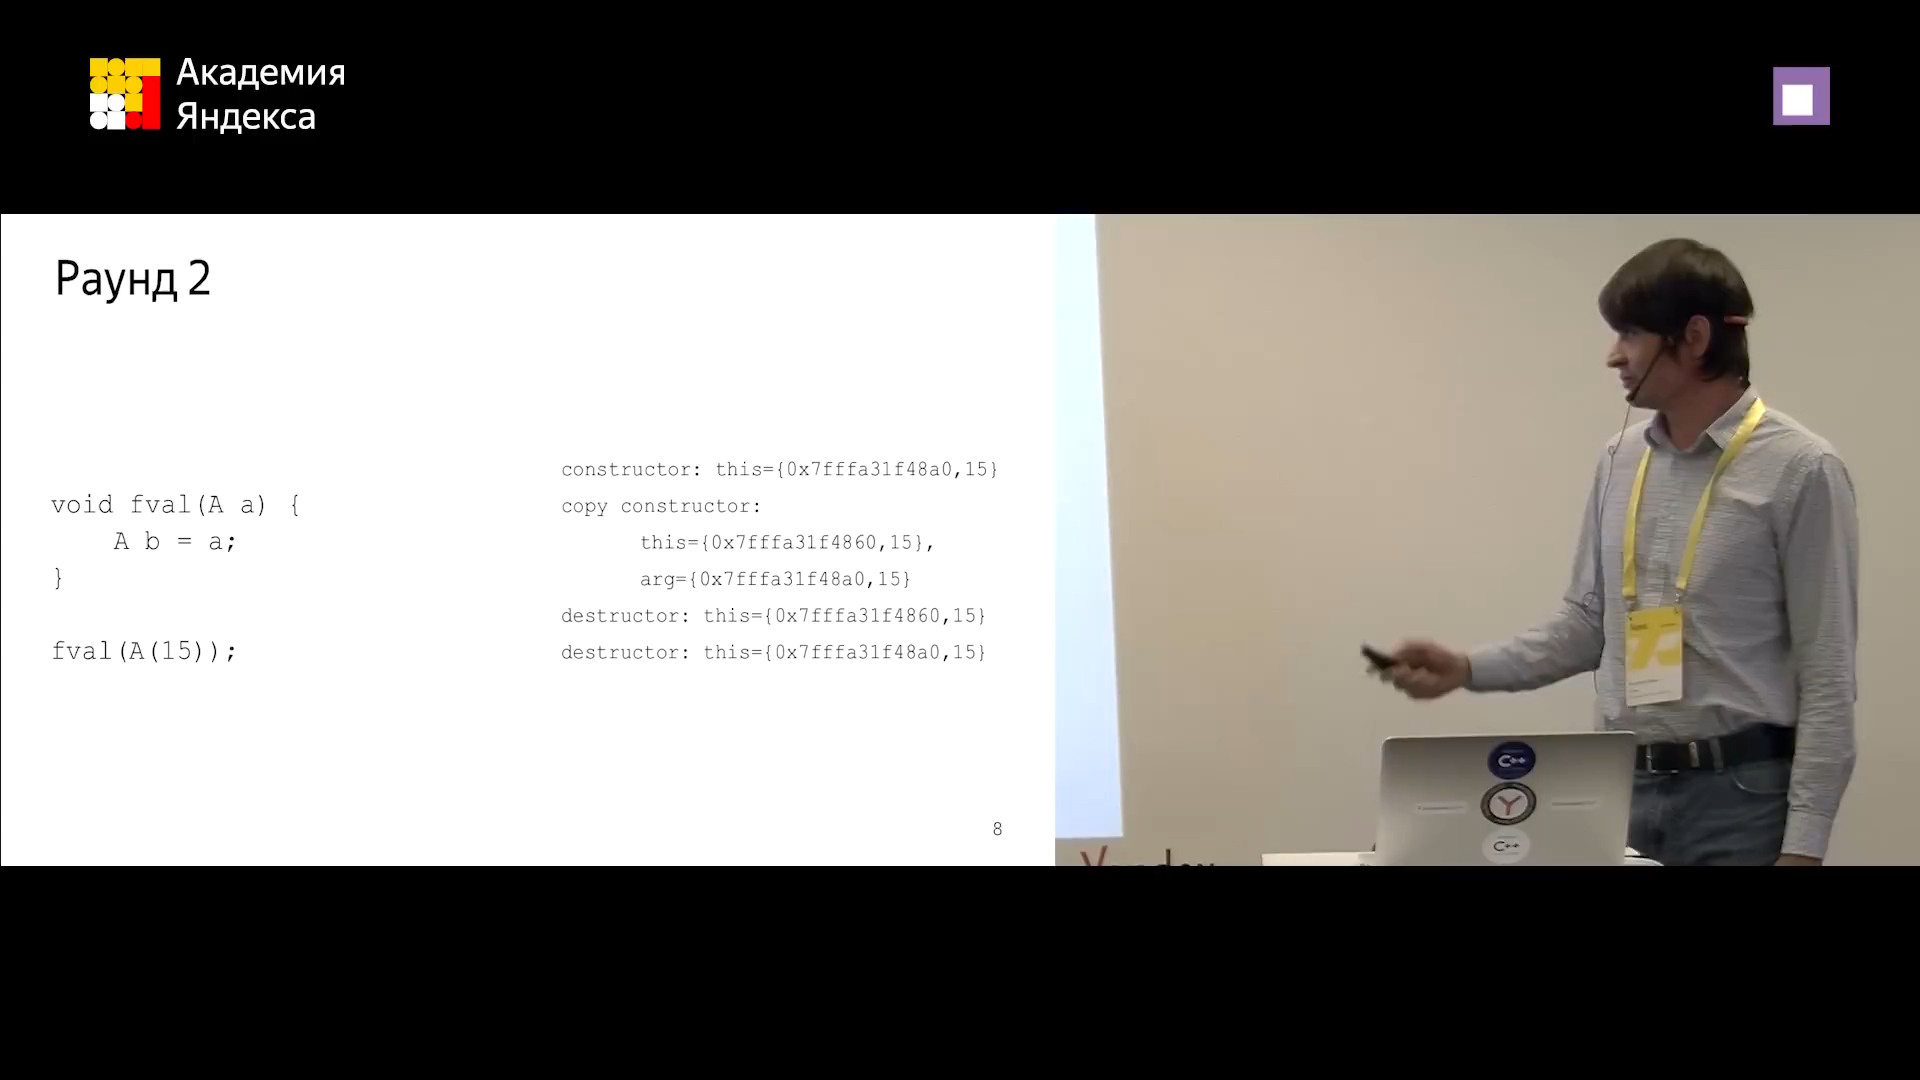 Академия
Яндекса
Раунд 2
void fval(A a) {
    A b = a;
}
fval(A(15));
constructor: this={0x7fffa31f48a0,15}
copy constructor:
this={0x7fffa31f4860,15},
arg={0x7fffa31f48a0,15}
destructor: this={0x7fffa31f4860,15}
destructor: this={0x7fffa31f48a0,15}
8
C++
Y
C++